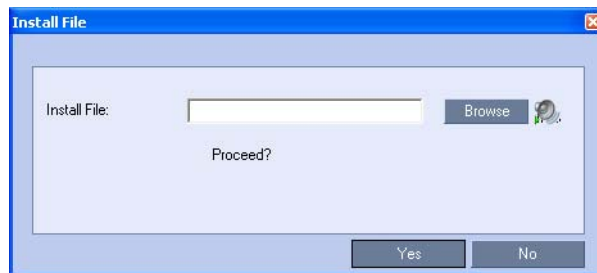 Install File
Install File:
Browse
Proceed?
Yes
No